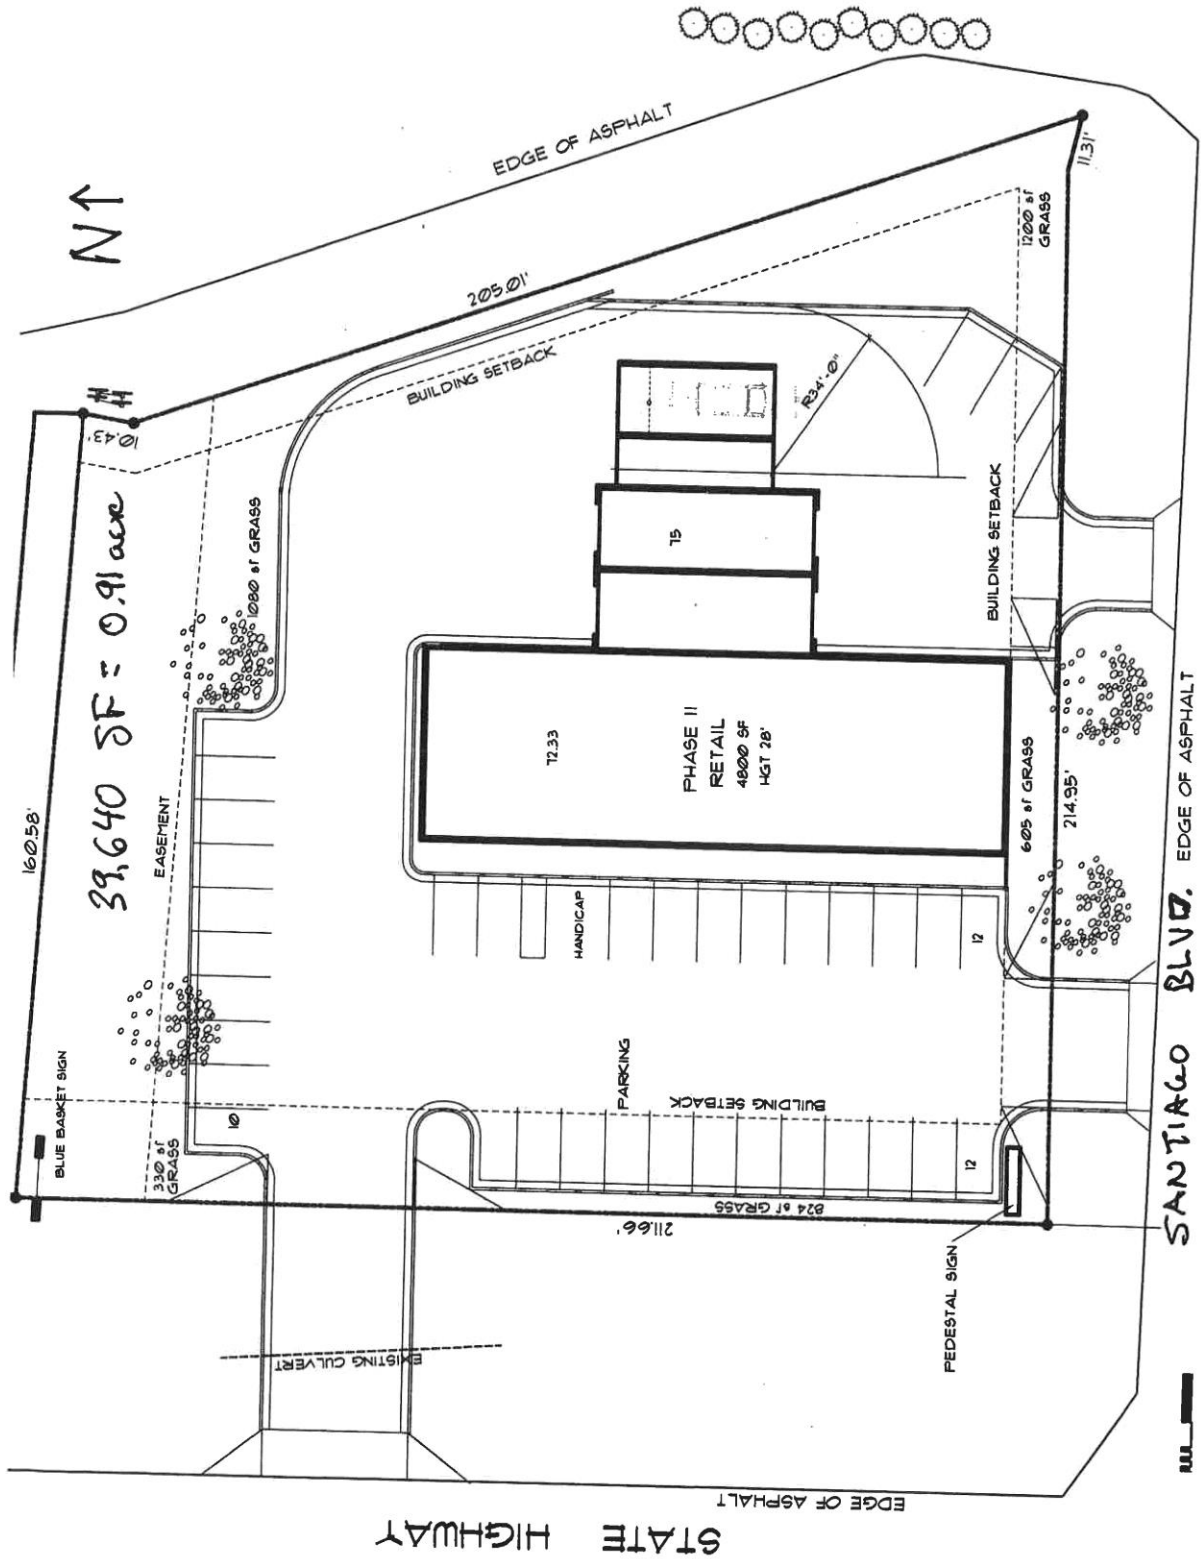 N↑
EDGE OF ASPHALT
205.01'
BUILDING SETBACK
10.43'
160.58'
39,640 SF = 0.91 acre
EASEMENT
1080 sf GRASS
BLUE BASKET SIGN
330 sf
GRASS
10
1200 sf
GRASS
11.31'
R34'-0"
75
72.33
PHASE II
RETAIL
4800 SF
HGT 28'
BUILDING SETBACK
HANDICAP
12
605 sf GRASS
214.95'
PARKING
BUILDING SETBACK
12
824 sf GRASS
211.66'
PEDESTAL SIGN
EXISTING CULVERT
EDGE OF ASPHALT
STATE HIGHWAY
SANTIAGO BLVD.
EDGE OF ASPHALT